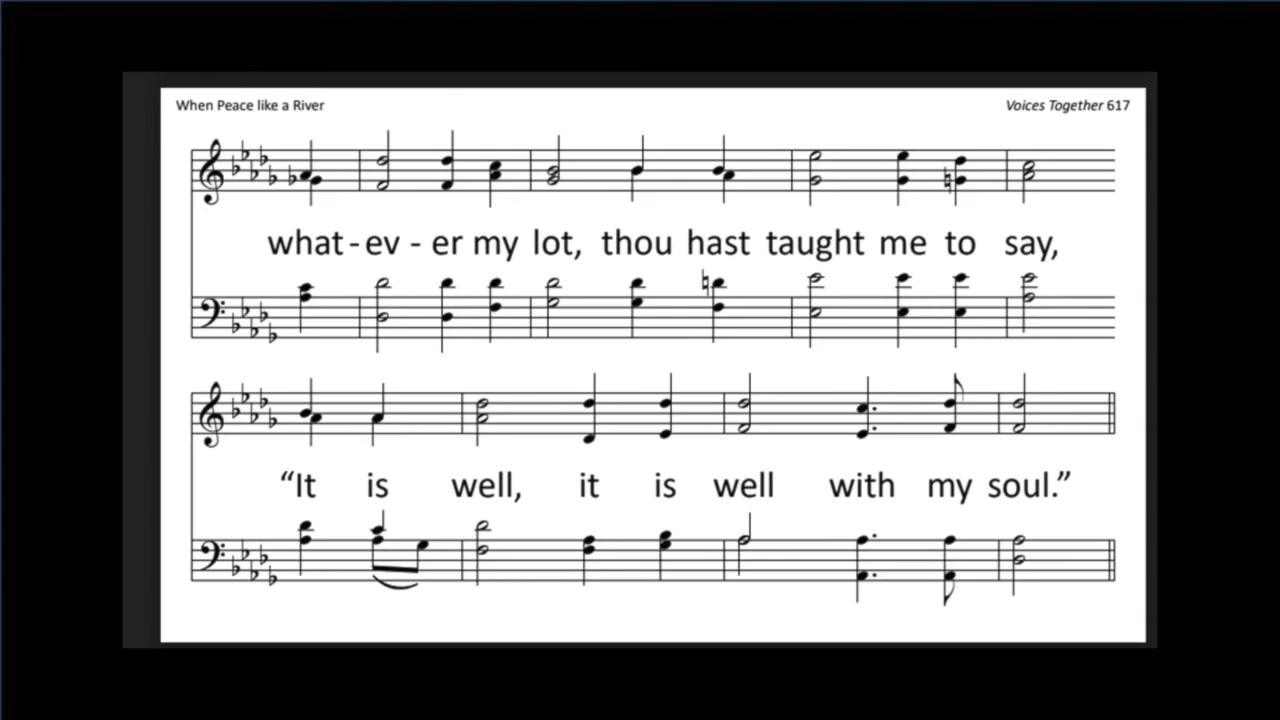 When Peace like a River
Voices Together 617
what - ev - er my lot, thou hast taught me to say,
“It is well, it is well with my soul.”